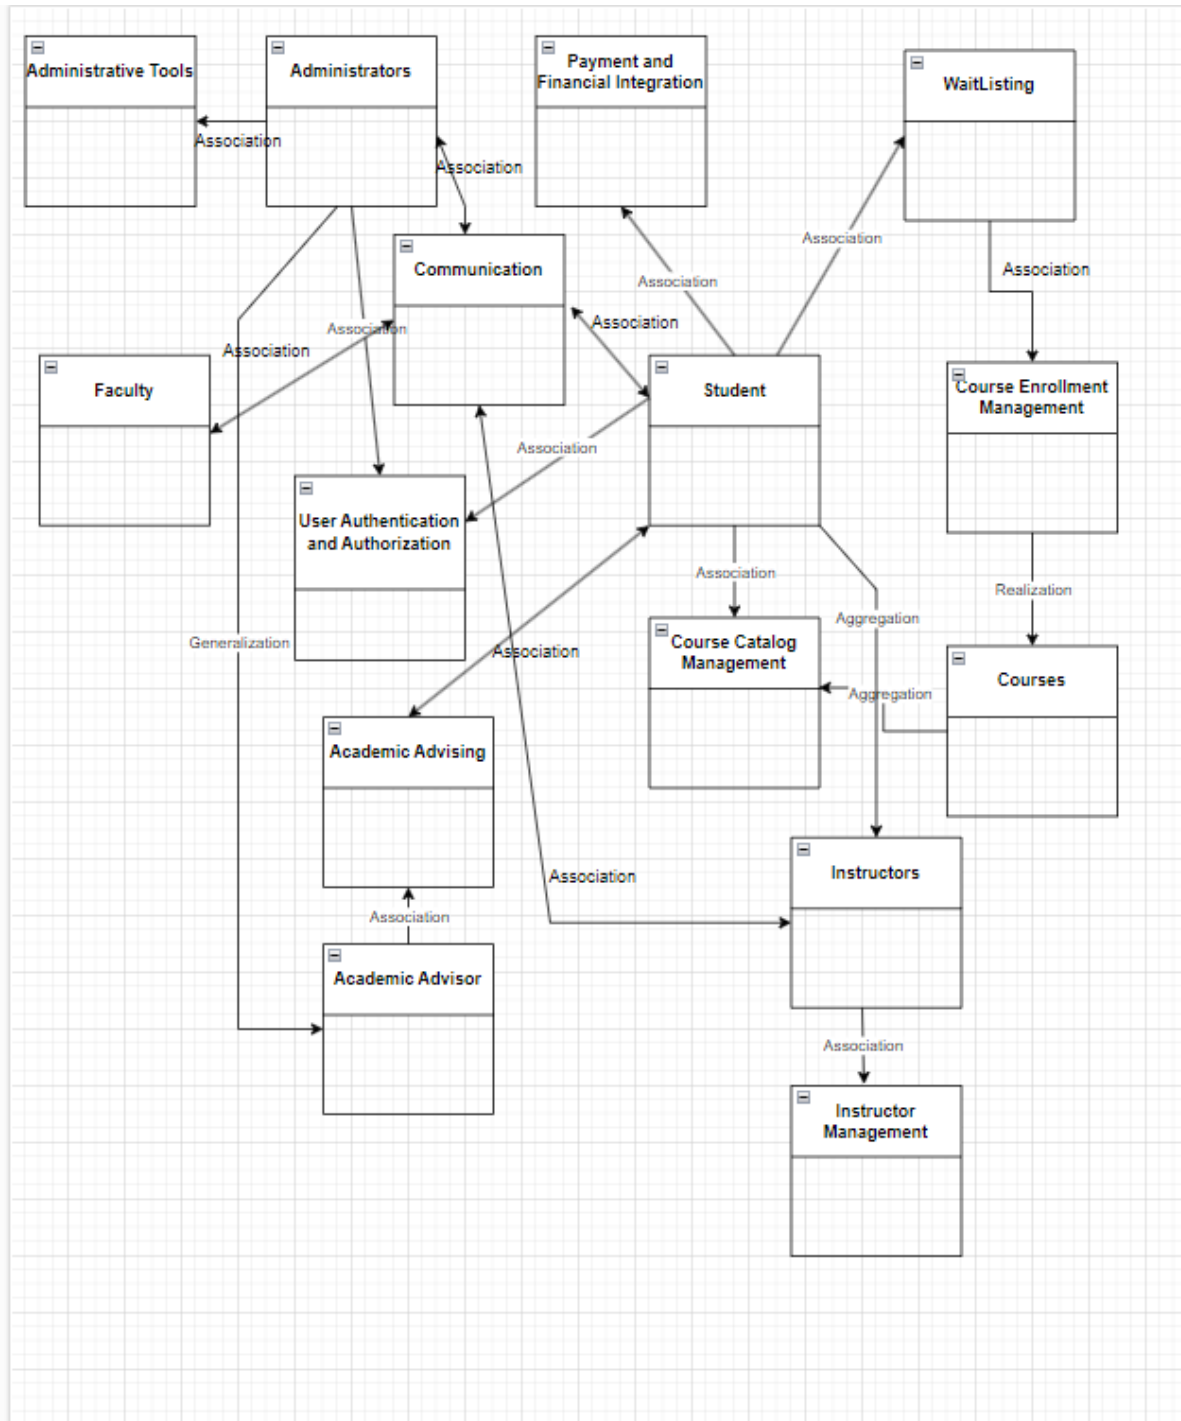 Administrative Tools
Administrators
Payment and
Financial Integration
WaitListing
Association
Association
Association
Association
Association
Communication
Association
Association
Association
Faculty
Student
Course Enrollment
Management
Association
User Authentication
and Authorization
Association
Realization
Aggregation
Generalization
Association
Course Catalog
Management
Courses
Aggregation
Academic Advising
Association
Instructors
Association
Academic Advisor
Association
Instructor
Management